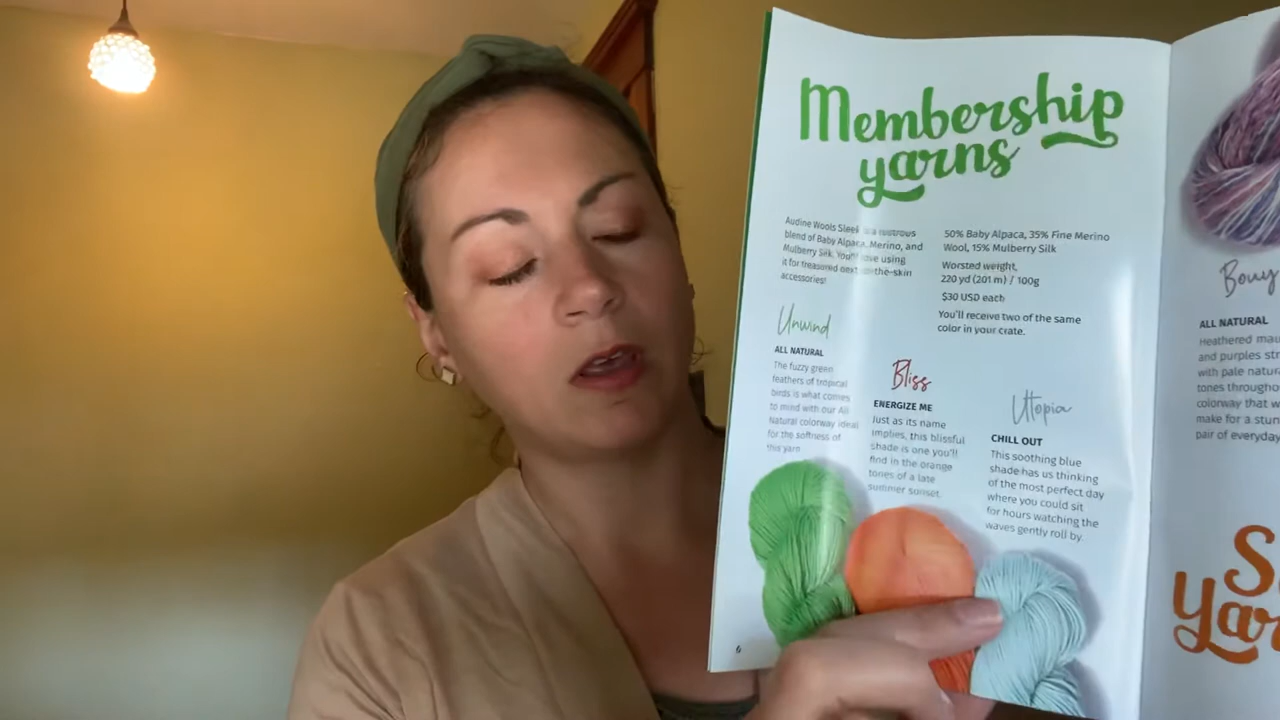 Membership
yarns
Audine Wools Sleek is a lustrous
blend of Baby Alpaca, Merino, and
Mulberry Silk. You'll love using
it for treasured next-to-the-skin
accessories!
50% Baby Alpaca, 35% Fine Merino
Wool, 15% Mulberry Silk
Worsted weight,
220 yd (201 m) / 100g
$30 USD each
You'll receive two of the same
color in your crate.
Unwind
ALL NATURAL
The fuzzy green
feathers of tropical
birds is what comes
to mind with our All
Natural colorway ideal
for the softness of
this yarn.
Bliss
ENERGIZE ME
Just as its name
implies, this blissful
shade is one you'll
find in the orange
tones of a late
summer sunset.
Utopia
CHILL OUT
This soothing blue
shade has us thinking
of the most perfect day
where you could sit
for hours watching the
waves gently roll by.
6
Bouy
ALL NATURAL
Heathered mau
and purples str
with pale natura
tones throughou
colorway that w
make for a stun
pair of everyday
S
Yar